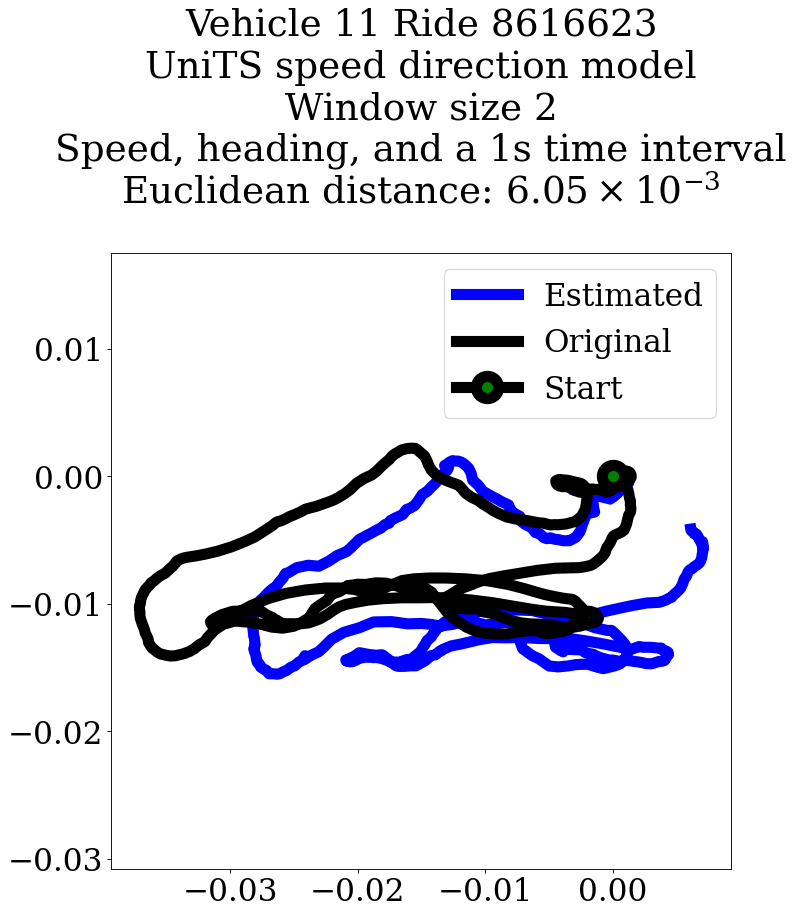 Vehicle 11 Ride 8616623
UniTS speed direction model
Window size 2
Speed, heading, and a 1s time interval
Euclidean distance: 6.05 × 10⁻³
Estimated
Original
Start
0.01
0.00
−0.01
−0.02
−0.03
−0.03 −0.02 −0.01 0.00